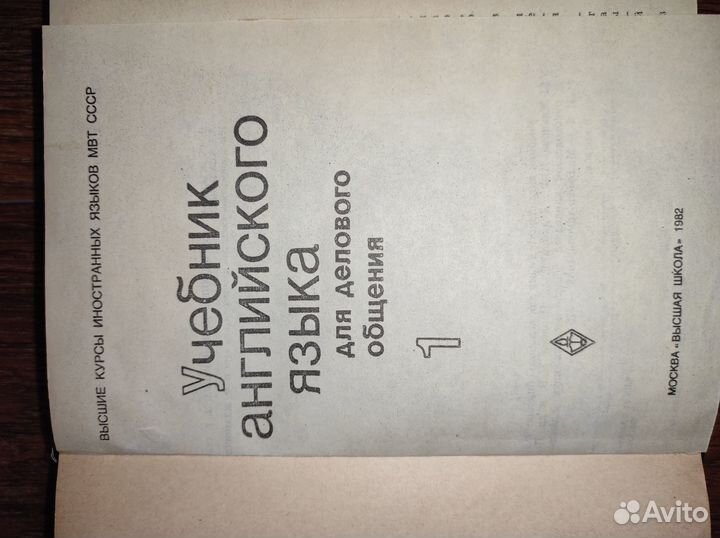 ВЫСШИЕ КУРСЫ ИНОСТРАННЫХ ЯЗЫКОВ МВТ СССР
Учебник
английского
языка
для делового
общения
1
МОСКВА «ВЫСШАЯ ШКОЛА» 1982
Avito